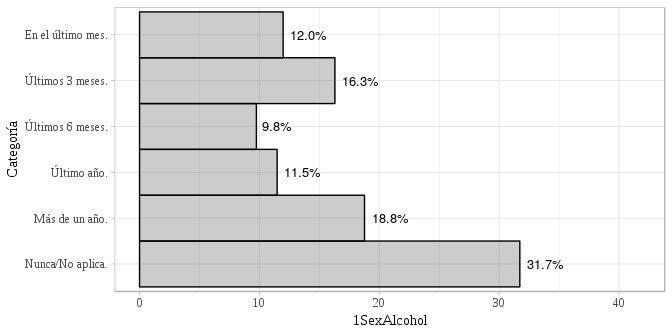 En el último mes.
12.0%
Últimos 3 meses.
16.3%
Últimos 6 meses.
9.8%
Último año.
11.5%
Más de un año.
18.8%
Nunca/No aplica.
31.7%
Categoría
0 10 20 30 40
1SexAlcohol